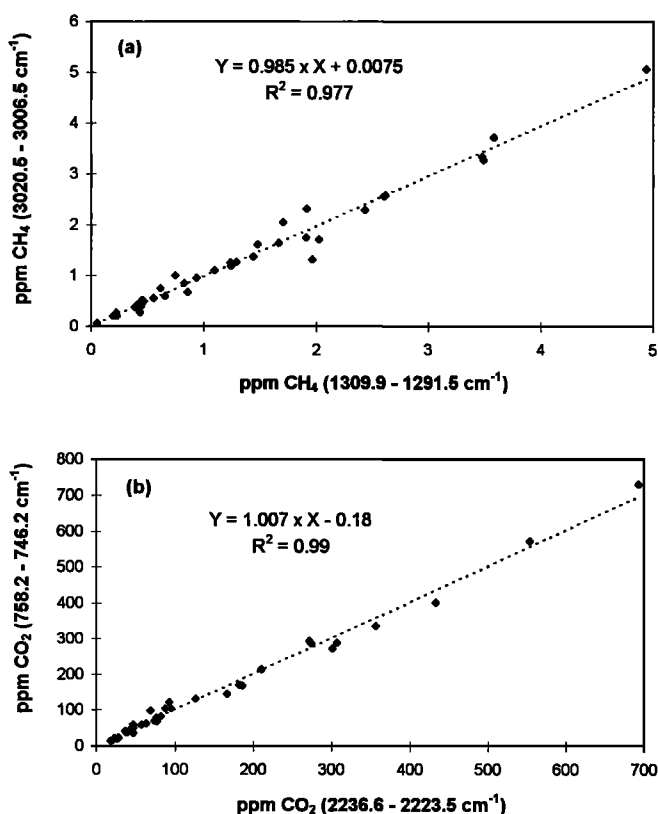 (a)
Y = 0.985 x X + 0.0075
R² = 0.977
ppm CH₄ (3020.5 - 3006.5 cm⁻¹)
6
5
4
3
2
1
0
0 1 2 3 4 5
ppm CH₄ (1309.9 - 1291.5 cm⁻¹)
(b)
Y = 1.007 x X - 0.18
R² = 0.99
ppm CO₂ (758.2 - 746.2 cm⁻¹)
800
700
600
500
400
300
200
100
0
0 100 200 300 400 500 600 700
ppm CO₂ (2236.6 - 2223.5 cm⁻¹)